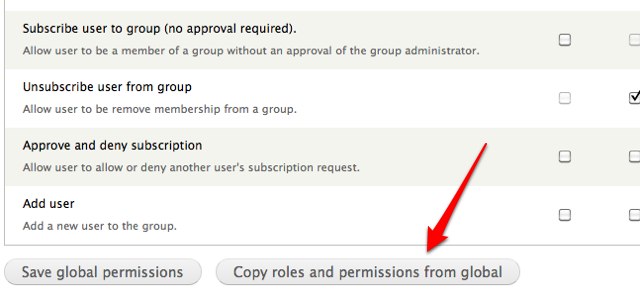 Subscribe user to group (no approval required).
Allow user to be a member of a group without an approval of the group administrator.
Unsubscribe user from group
Allow user to be remove membership from a group.
Approve and deny subscription
Allow user to allow or deny another user's subscription request.
Add user
Add a new user to the group.
Save global permissions
Copy roles and permissions from global